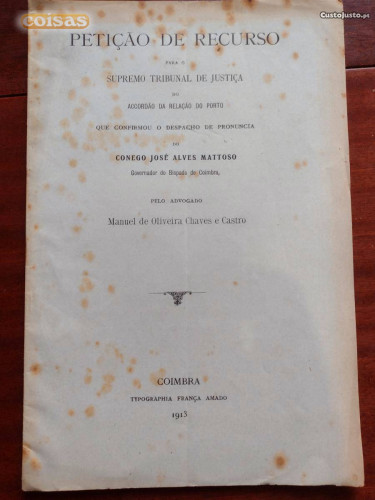 coisas
CustoJusto.pt
PETIÇÃO DE RECURSO
PARA O
SUPREMO TRIBUNAL DE JUSTIÇA
DO
ACCORDÃO DA RELAÇÃO DO PORTO
QUE CONFIRMOU O DESPACHO DE PRONUNCIA
DO
CONEGO JOSÉ ALVES MATTOSO
Governador do Bispado de Coimbra,
PELO ADVOGADO
Manuel de Oliveira Chaves e Castro
COIMBRA
TYPOGRAPHIA FRANÇA AMADO
1913
CustoJusto.pt